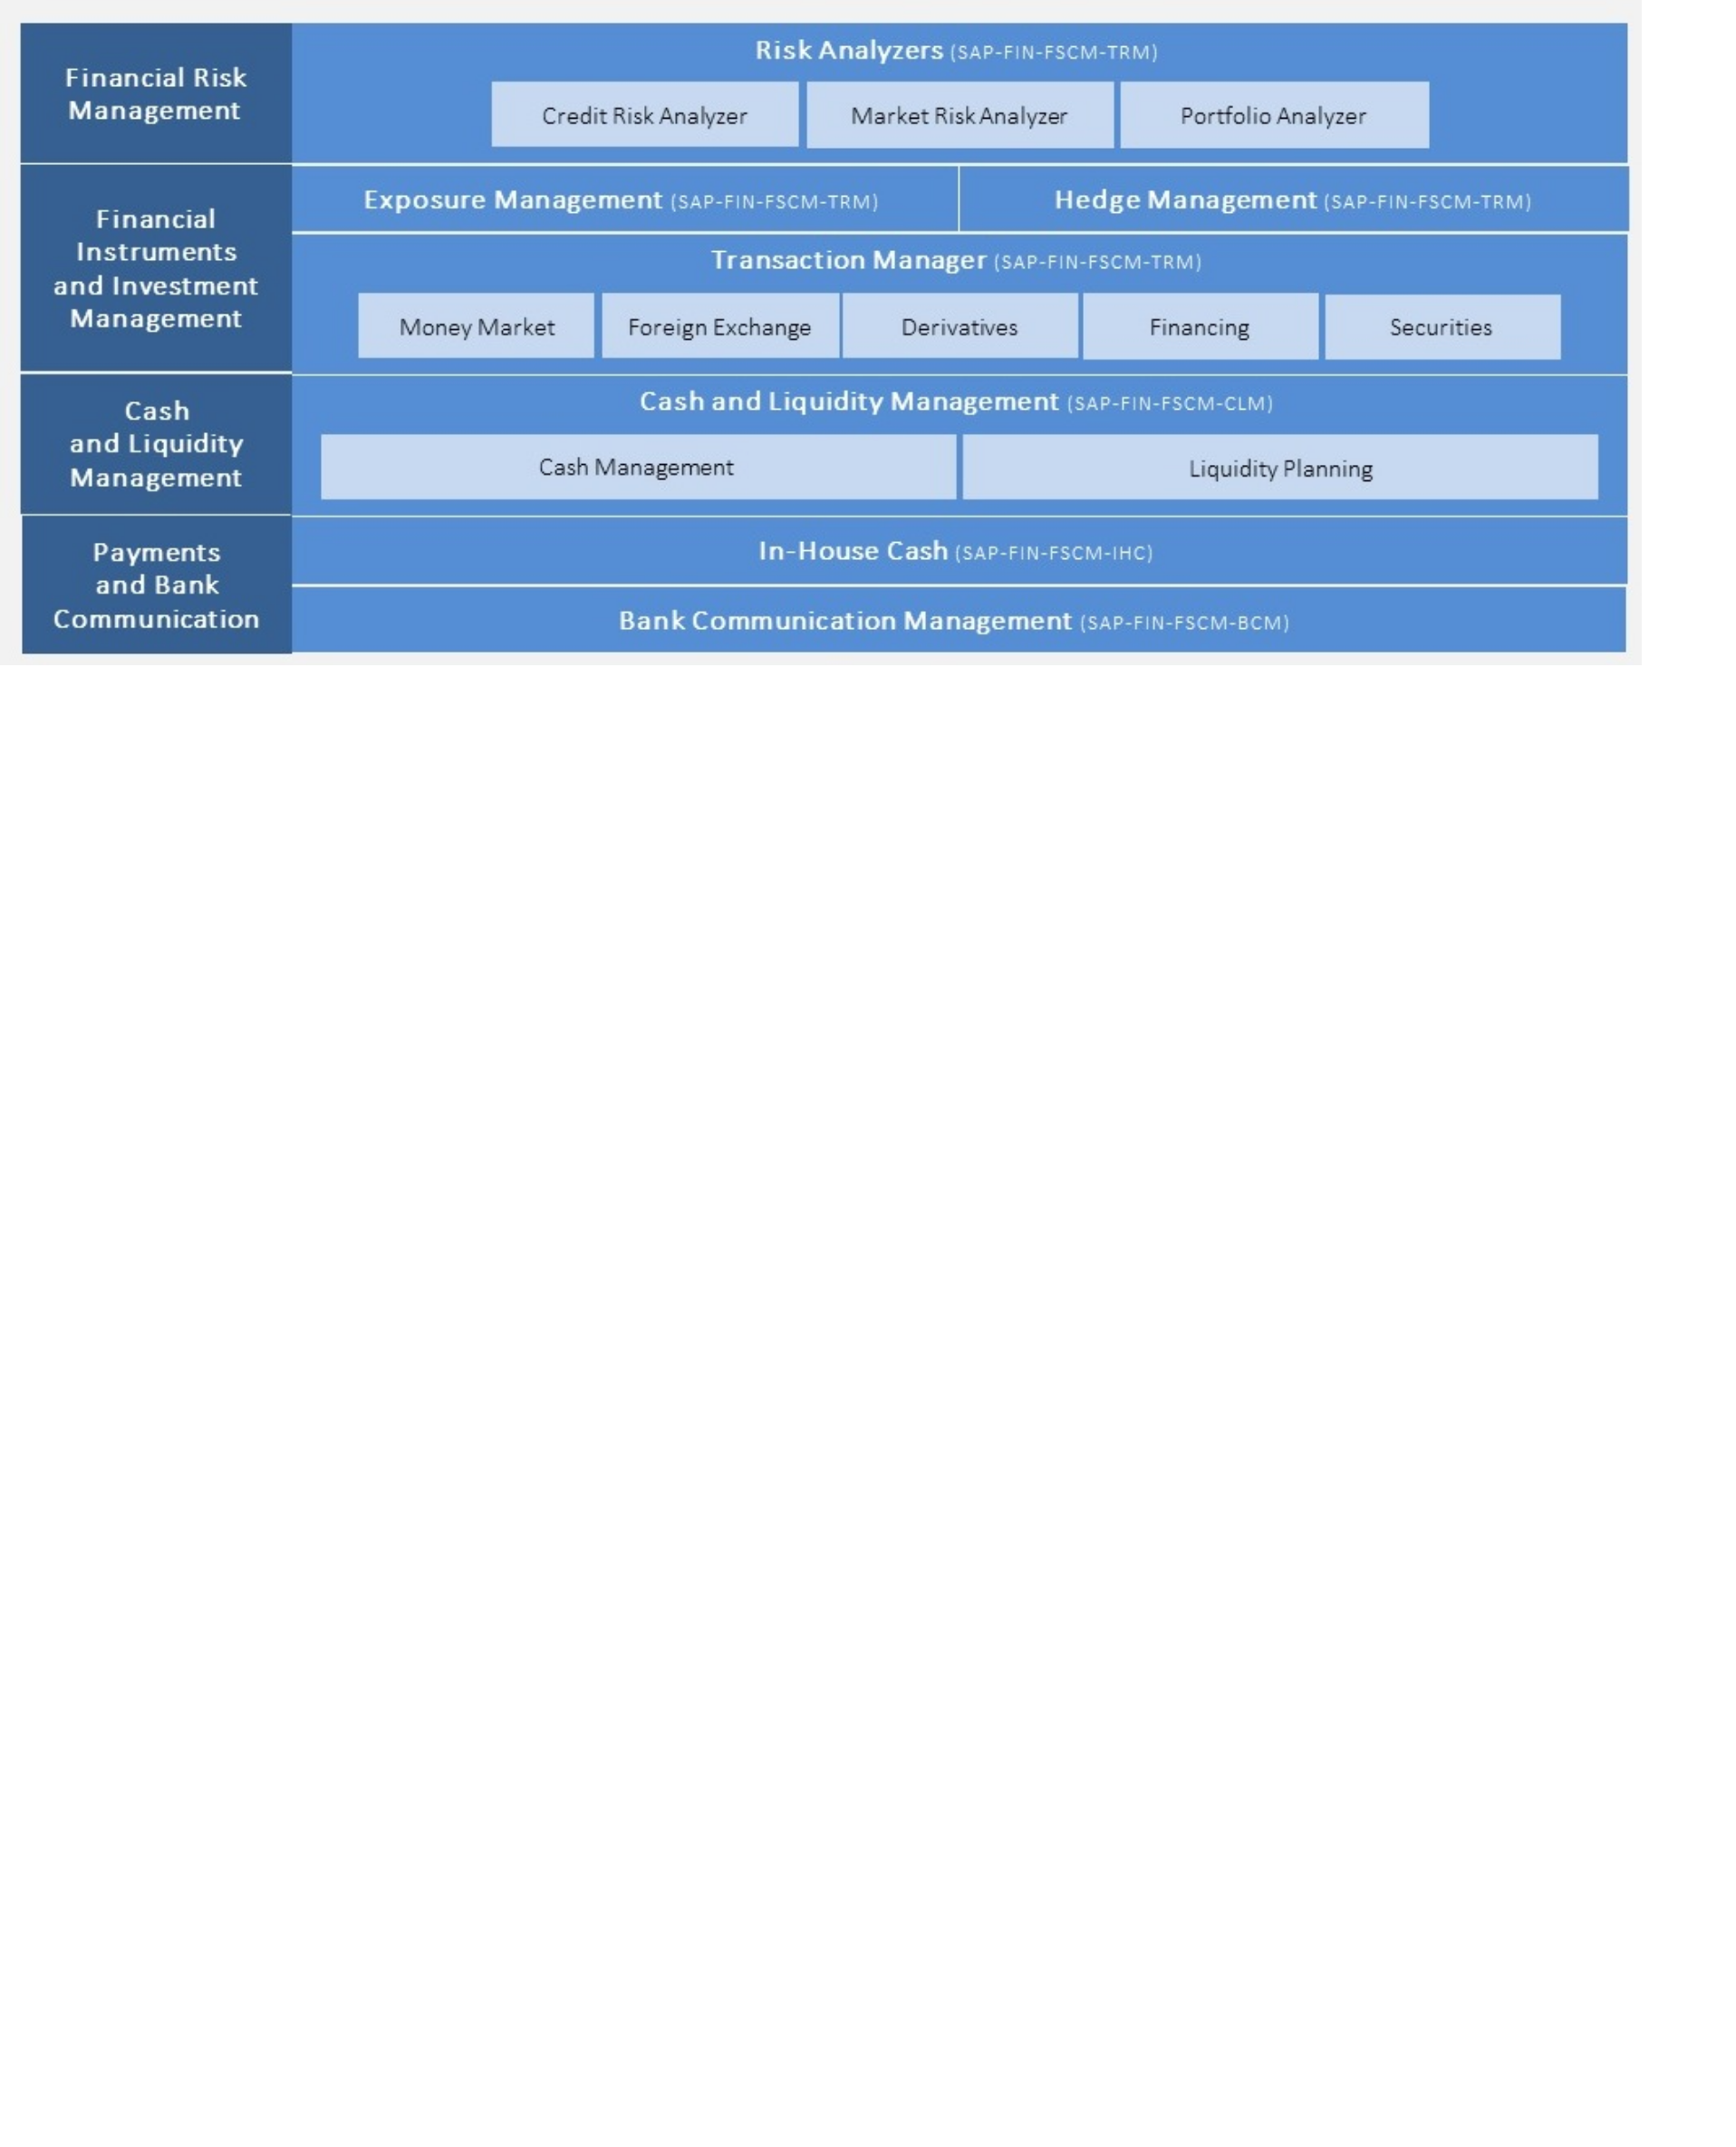 Financial Risk
Management
Risk Analyzers (SAP-FIN-FSCM-TRM)
Credit Risk Analyzer
Market Risk Analyzer
Portfolio Analyzer
Financial
Instruments
and Investment
Management
Exposure Management (SAP-FIN-FSCM-TRM)
Hedge Management (SAP-FIN-FSCM-TRM)
Transaction Manager (SAP-FIN-FSCM-TRM)
Money Market
Foreign Exchange
Derivatives
Financing
Securities
Cash
and Liquidity
Management
Cash and Liquidity Management (SAP-FIN-FSCM-CLM)
Cash Management
Liquidity Planning
Payments
and Bank
Communication
In-House Cash (SAP-FIN-FSCM-IHC)
Bank Communication Management (SAP-FIN-FSCM-BCM)